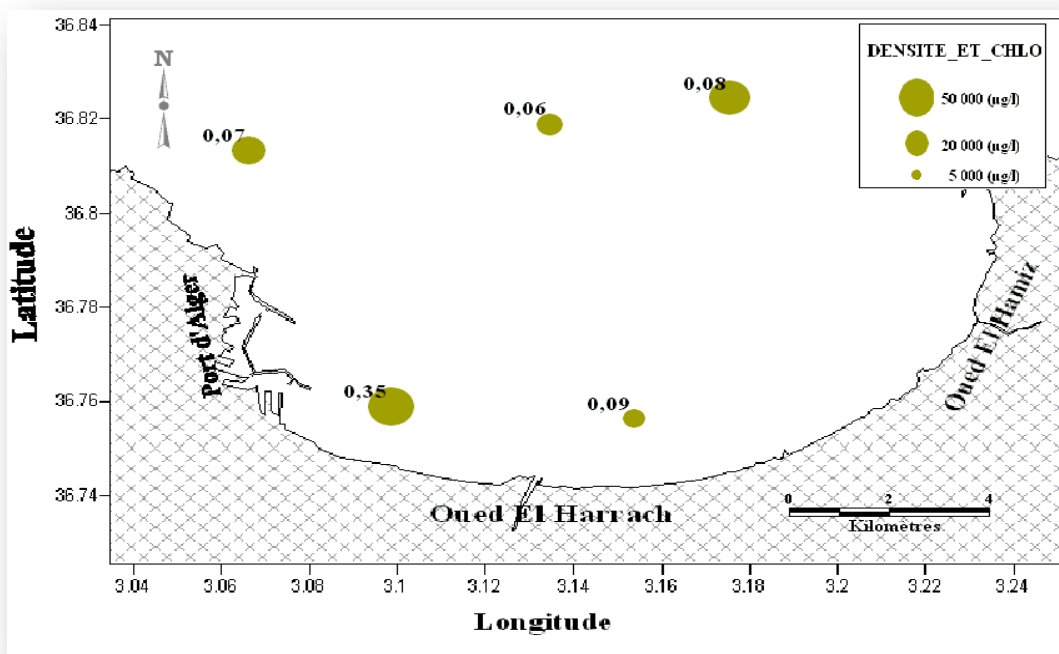 36.84
36.82
36.8
36.78
36.76
36.74
Latitude
N
DENSITE_ET_CHLO
50 000 (µg/l)
20 000 (µg/l)
5 000 (µg/l)
0,07
0,06
0,08
0,35
0,09
Port d'Alger
Oued El Hamiz
Oued El Harrach
0 2 4
Kilomètres
3.04 3.06 3.08 3.1 3.12 3.14 3.16 3.18 3.2 3.22 3.24
Longitude